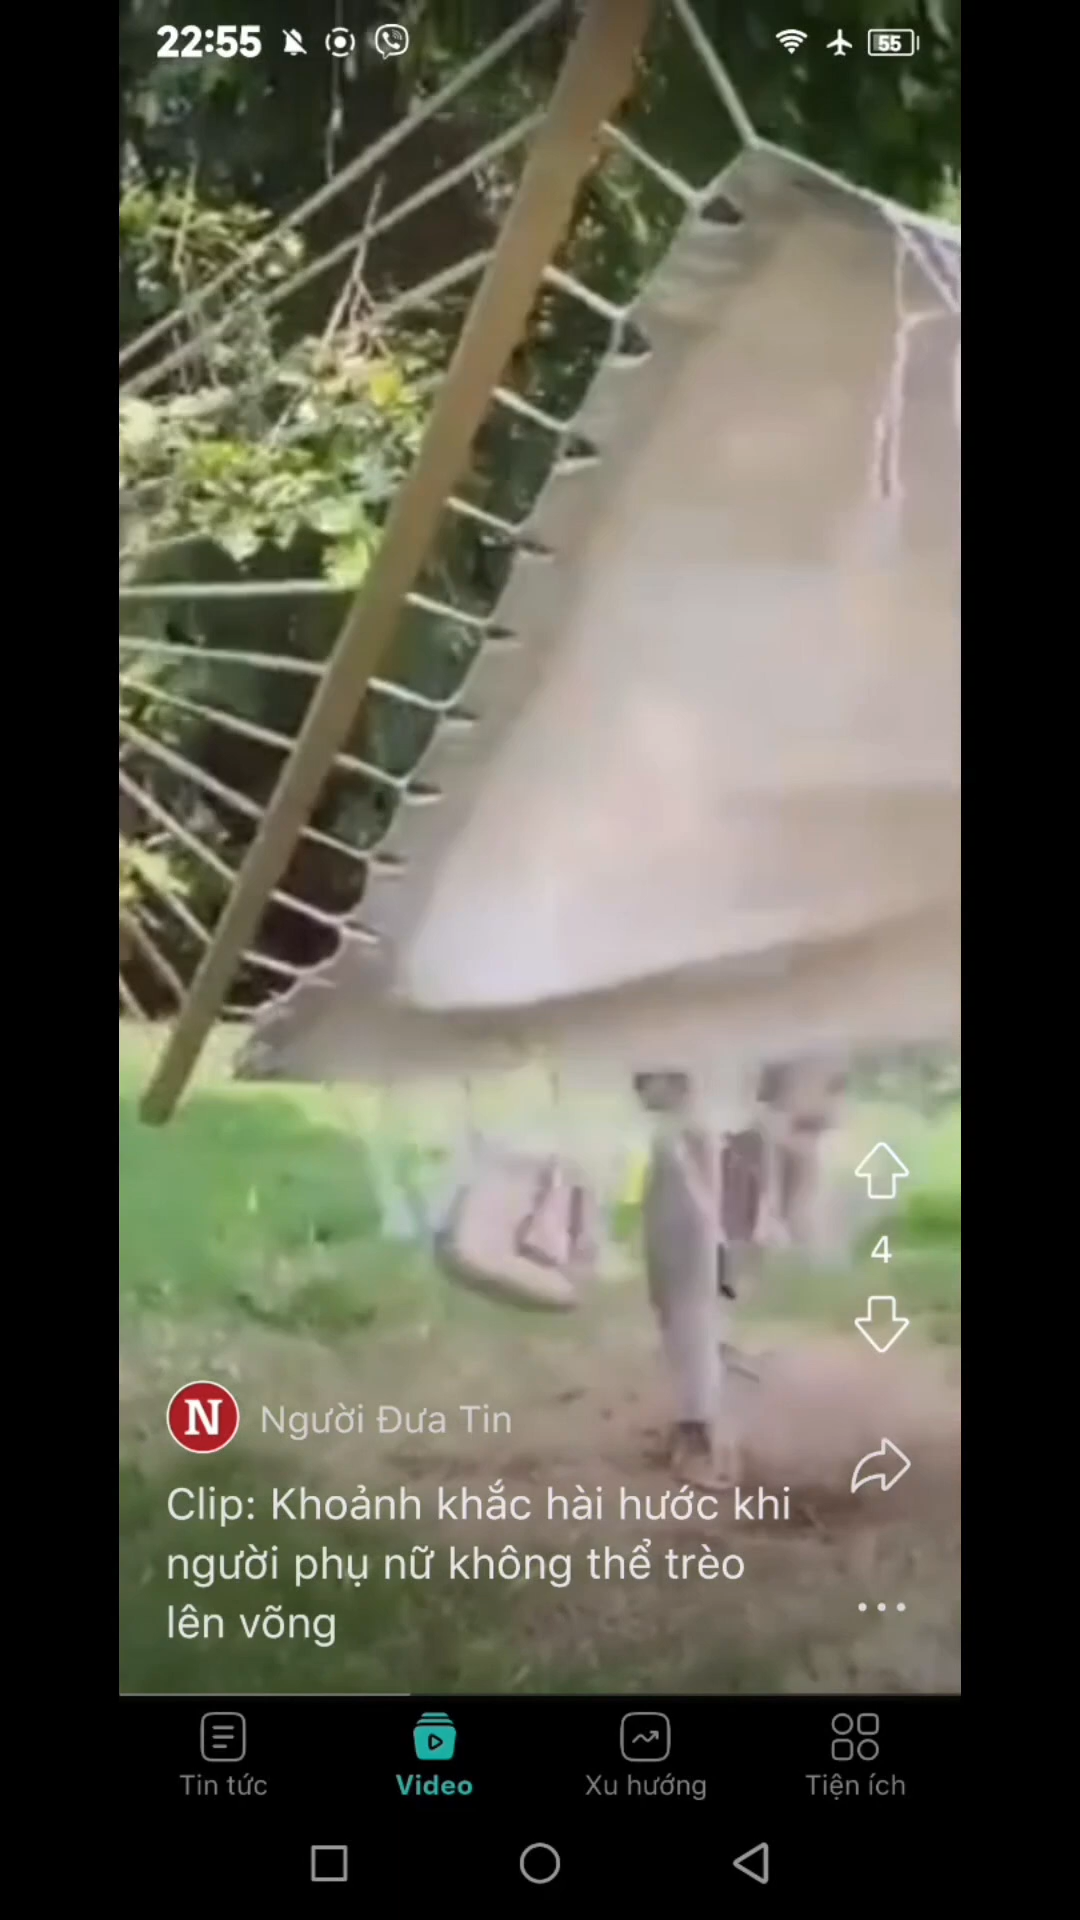 22:55
55
4
N Người Đưa Tin
Clip: Khoảnh khắc hài hước khi
người phụ nữ không thể trèo
lên võng
Tin tức
Video
Xu hướng
Tiện ích